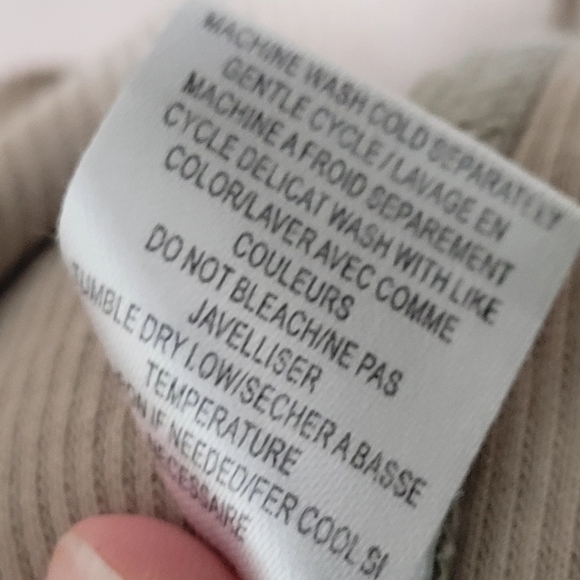 MACHINE WASH COLD SEPARATELY
GENTLE CYCLE / LAVAGE EN
MACHINE A FROID SEPAREMENT
CYCLE DELICAT WASH WITH LIKE
COLOR/LAVER AVEC COMME
COULEURS
DO NOT BLEACH/NE PAS
JAVELLISER
TUMBLE DRY LOW/SECHER A BASSE
TEMPERATURE
IF NEEDED/FER COOL SI
NECESSAIRE